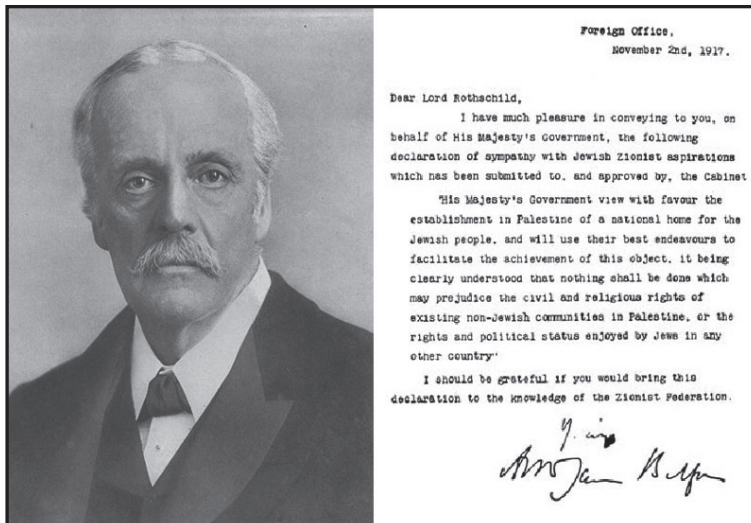 Foreign Office,
November 2nd, 1917.
Dear Lord Rothschild,
I have much pleasure in conveying to you, on
behalf of His Majesty's Government, the following
declaration of sympathy with Jewish Zionist aspirations
which has been submitted to, and approved by, the Cabinet
"His Majesty's Government view with favour the
establishment in Palestine of a national home for the
Jewish people, and will use their best endeavours to
facilitate the achievement of this object, it being
clearly understood that nothing shall be done which
may prejudice the civil and religious rights of
existing non-Jewish communities in Palestine, or the
rights and political status enjoyed by Jews in any
other country"
I should be grateful if you would bring this
declaration to the knowledge of the Zionist Federation.